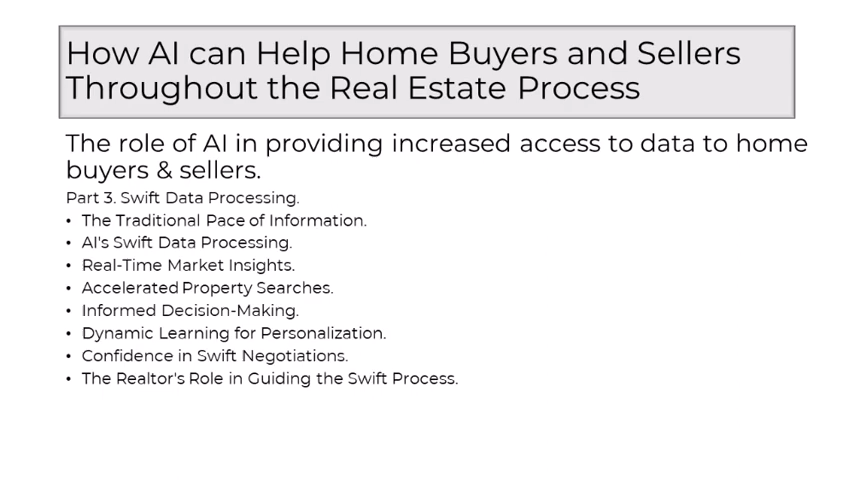 How AI can Help Home Buyers and Sellers
Throughout the Real Estate Process
The role of AI in providing increased access to data to home
buyers & sellers.
Part 3. Swift Data Processing.
• The Traditional Pace of Information.
• AI's Swift Data Processing.
• Real-Time Market Insights.
• Accelerated Property Searches.
• Informed Decision-Making.
• Dynamic Learning for Personalization.
• Confidence in Swift Negotiations.
• The Realtor's Role in Guiding the Swift Process.